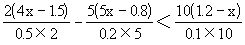 2(4x-1.5)/(0.5×2) - 5(5x-0.8)/(0.2×5) < 10(1.2-x)/(0.1×10)